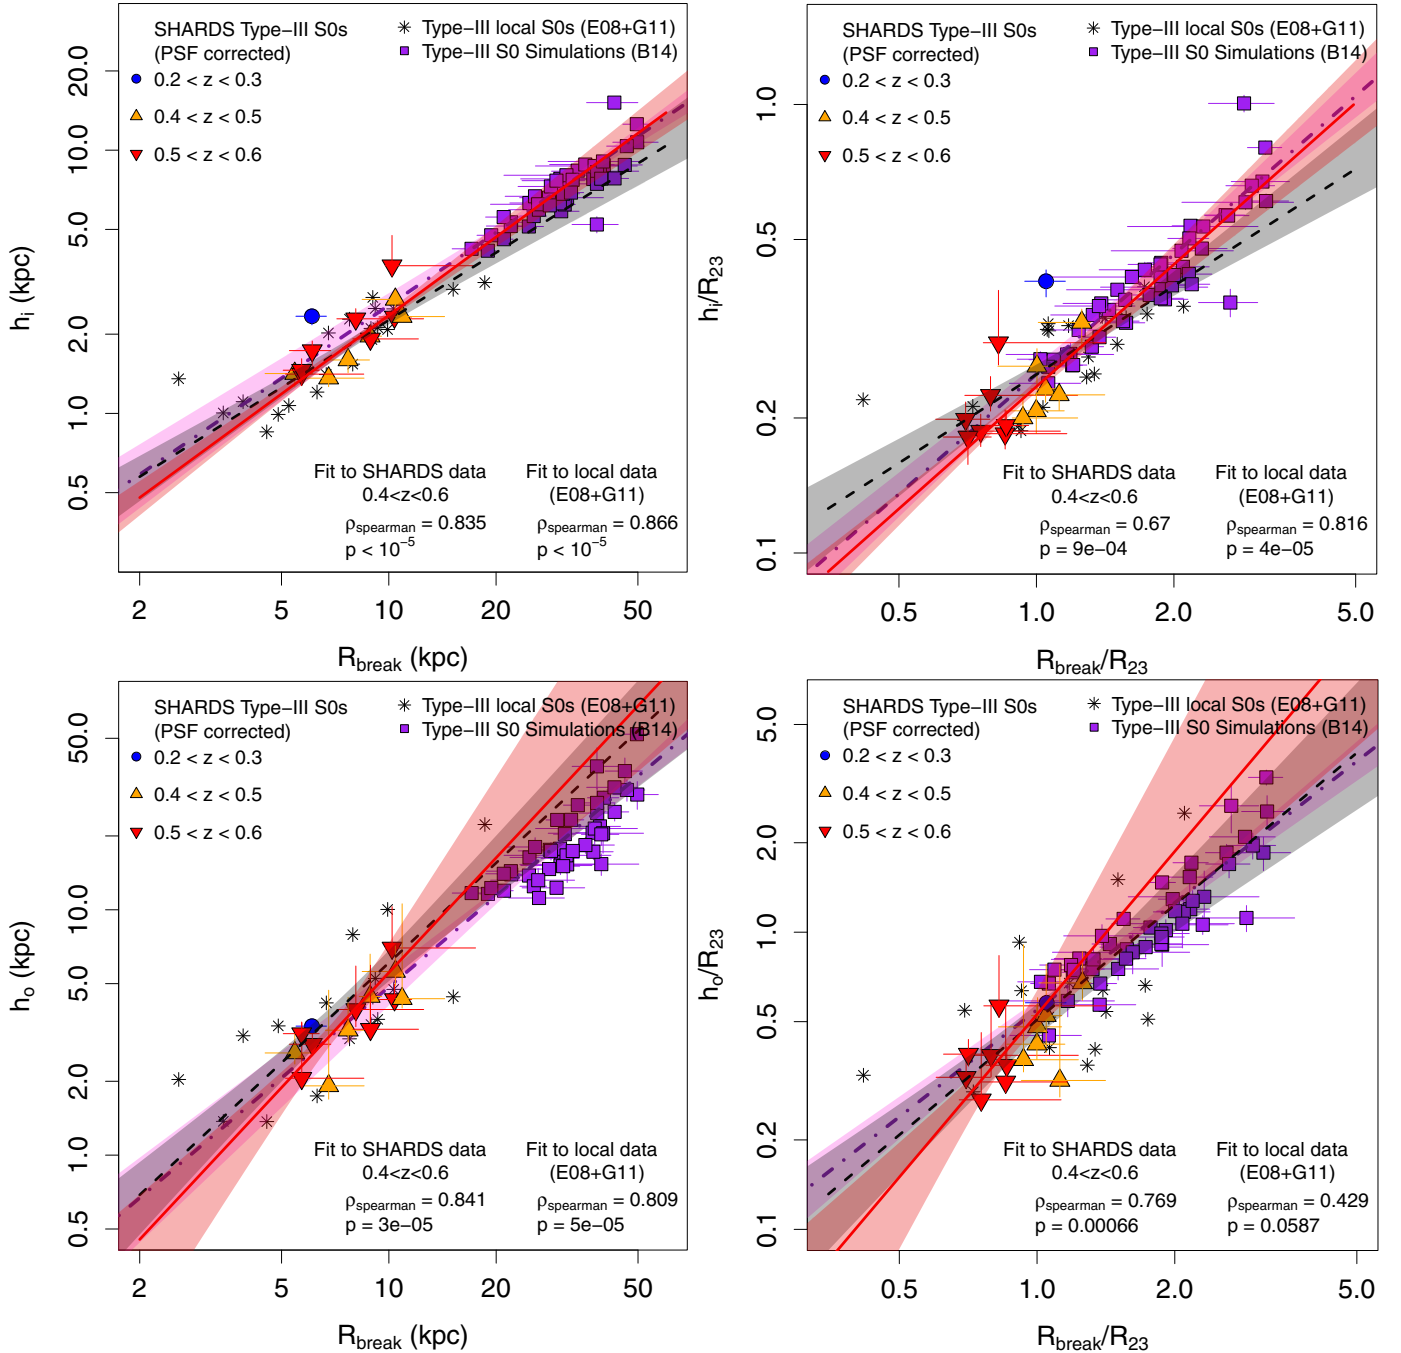 SHARDS Type−III S0s
(PSF corrected)
0.2 < z < 0.3
0.4 < z < 0.5
0.5 < z < 0.6
Type−III local S0s (E08+G11)
Type−III S0 Simulations (B14)
Fit to SHARDS data
0.4<z<0.6
ρspearman = 0.835
p < 10−5
Fit to local data
(E08+G11)
ρspearman = 0.866
p < 10−5
hi (kpc)
20.0
10.0
5.0
2.0
1.0
0.5
2 5 10 20 50
Rbreak (kpc)
SHARDS Type−III S0s
(PSF corrected)
0.2 < z < 0.3
0.4 < z < 0.5
0.5 < z < 0.6
Type−III local S0s (E08+G11)
Type−III S0 Simulations (B14)
Fit to SHARDS data
0.4<z<0.6
ρspearman = 0.67
p = 9e−04
Fit to local data
(E08+G11)
ρspearman = 0.816
p = 4e−05
hi/R23
1.0
0.5
0.2
0.1
0.5 1.0 2.0 5.0
Rbreak/R23
SHARDS Type−III S0s
(PSF corrected)
0.2 < z < 0.3
0.4 < z < 0.5
0.5 < z < 0.6
Type−III local S0s (E08+G11)
Type−III S0 Simulations (B14)
Fit to SHARDS data
0.4<z<0.6
ρspearman = 0.841
p = 3e−05
Fit to local data
(E08+G11)
ρspearman = 0.809
p = 5e−05
ho (kpc)
50.0
10.0
5.0
2.0
1.0
0.5
2 5 10 20 50
Rbreak (kpc)
SHARDS Type−III S0s
(PSF corrected)
0.2 < z < 0.3
0.4 < z < 0.5
0.5 < z < 0.6
Type−III local S0s (E08+G11)
Type−III S0 Simulations (B14)
Fit to SHARDS data
0.4<z<0.6
ρspearman = 0.769
p = 0.00066
Fit to local data
(E08+G11)
ρspearman = 0.429
p = 0.0587
ho/R23
5.0
2.0
1.0
0.5
0.2
0.1
0.5 1.0 2.0 5.0
Rbreak/R23